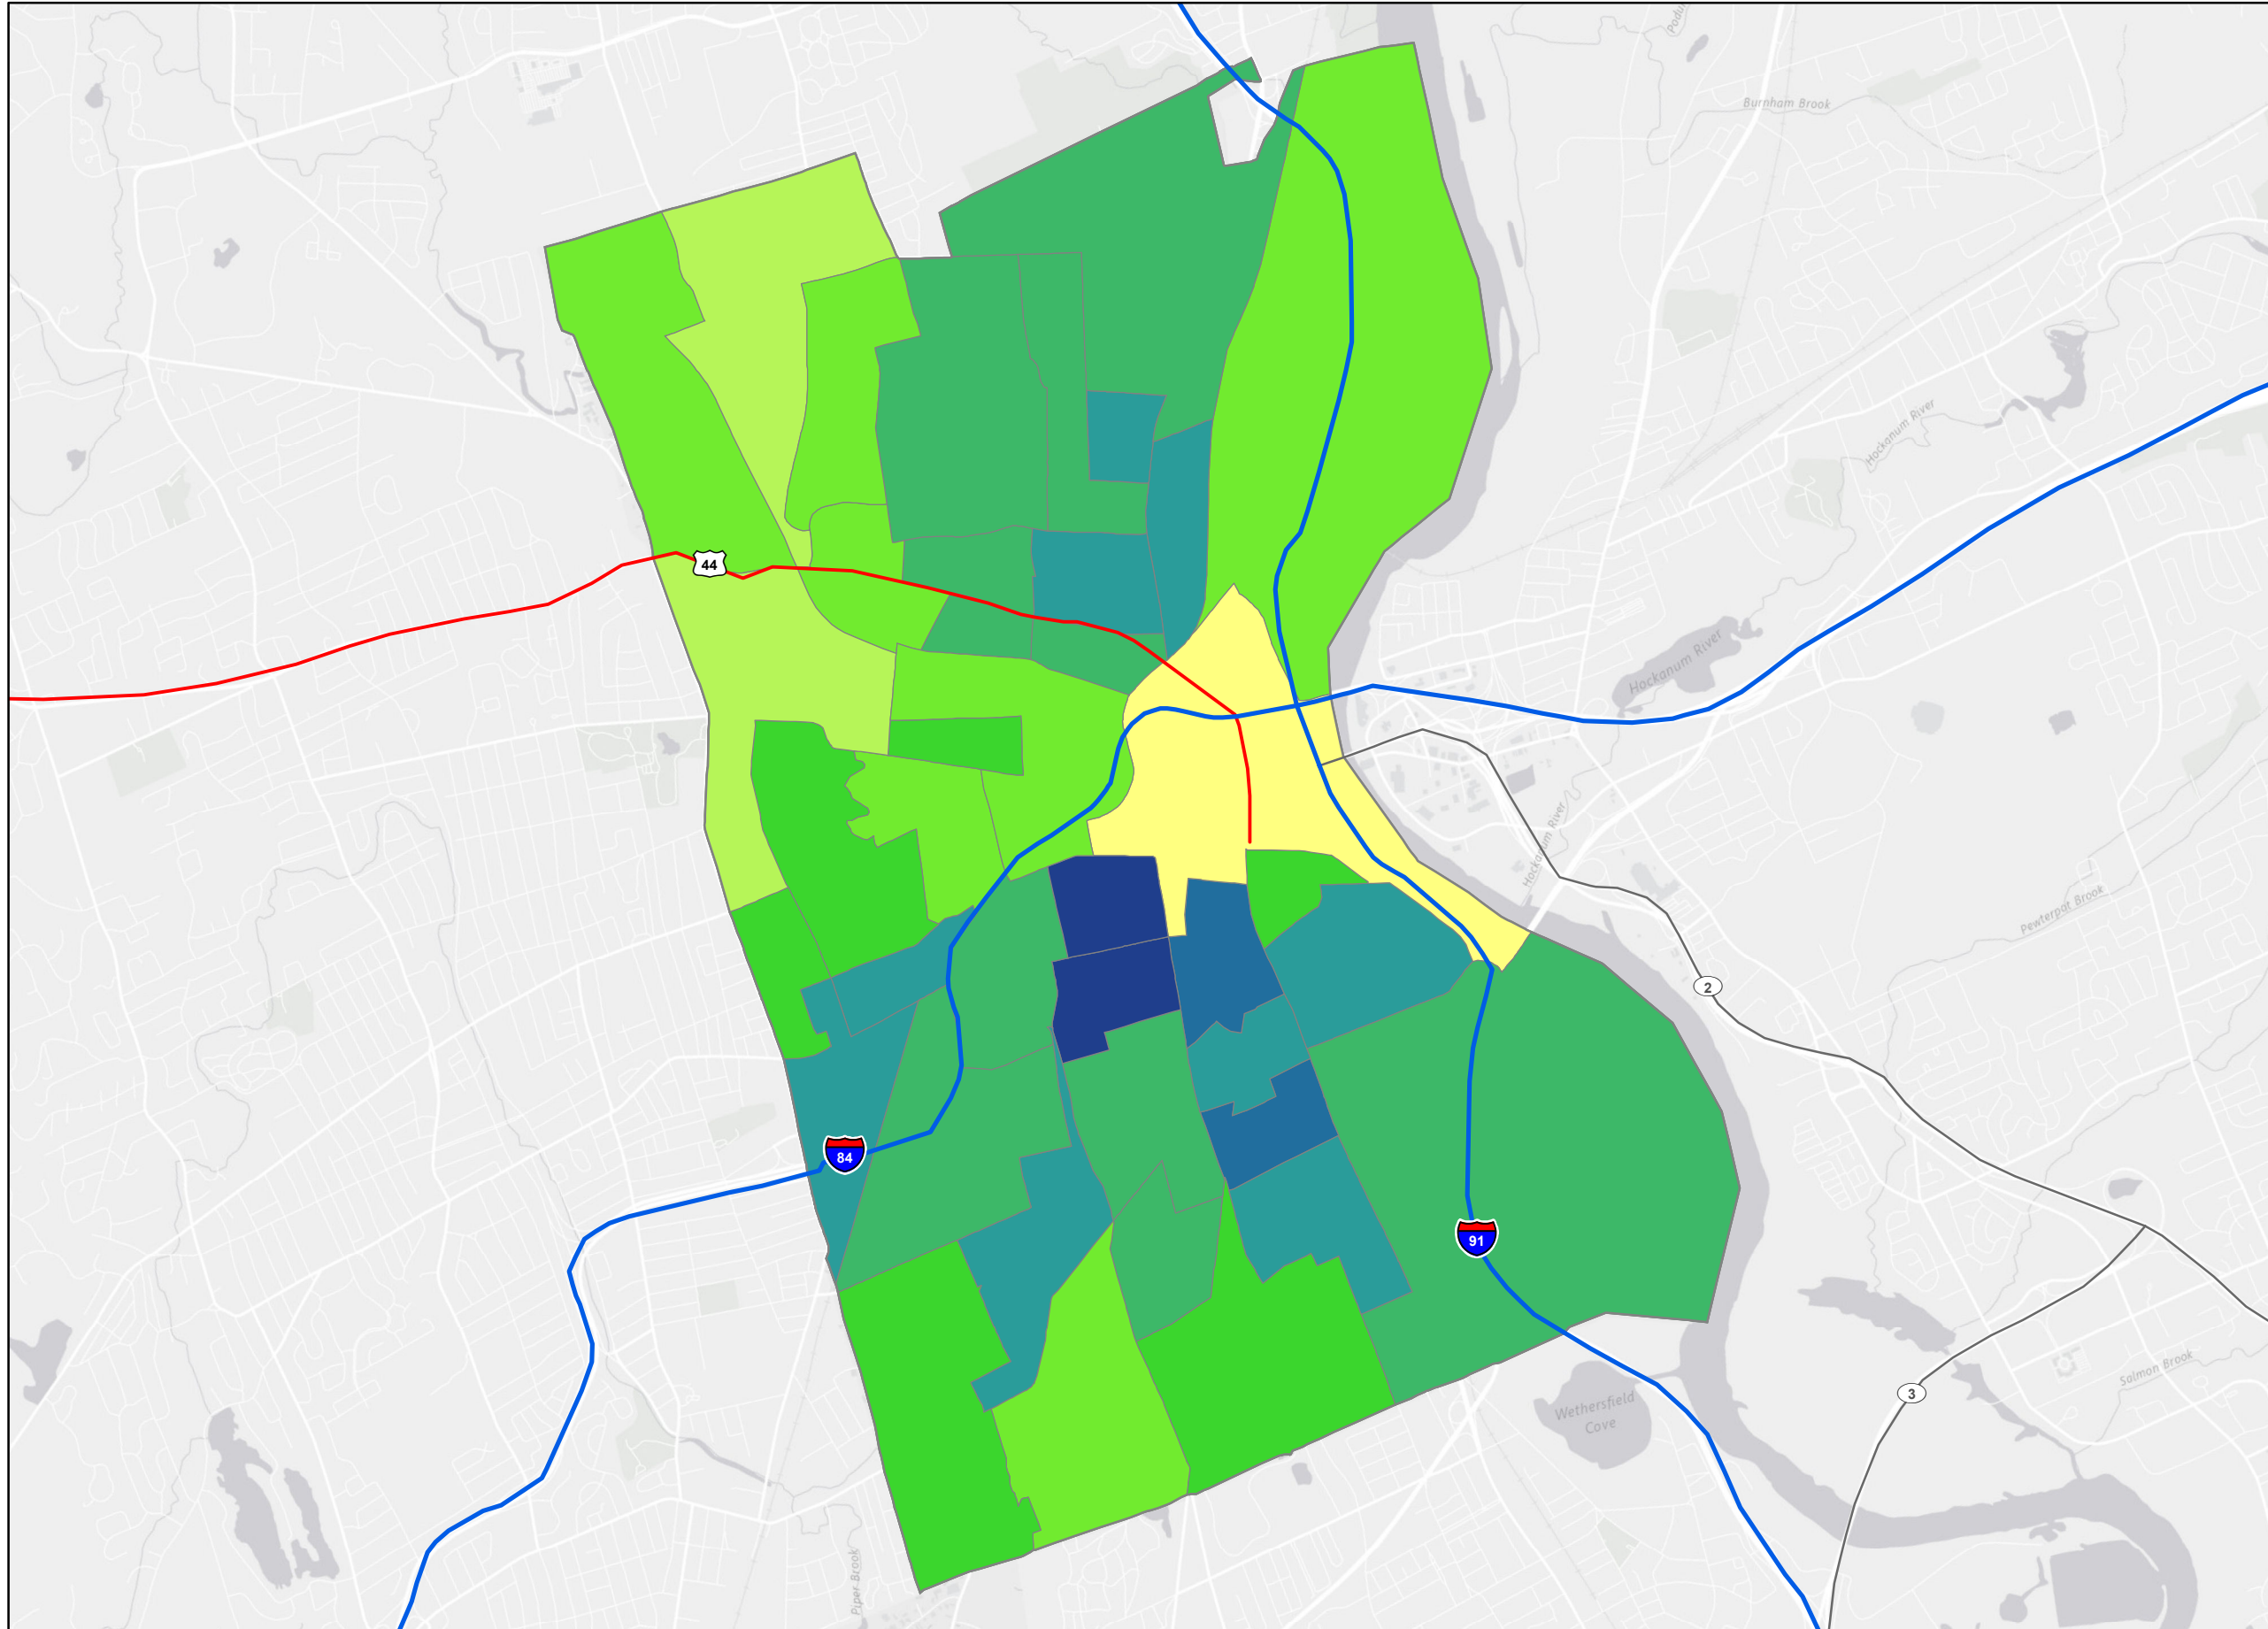 Podun
Burnham Brook
Hockanum River
44
Hockanum River
Hockanum River
Pewterpot Brook
2
84
91
Salmon Brook
3
Wethersfield
Cove
Piper Brook